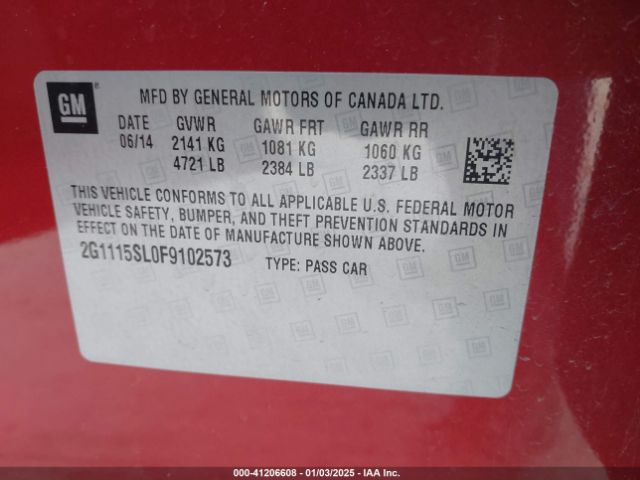 GM
MFD BY GENERAL MOTORS OF CANADA LTD.
DATE GVWR GAWR FRT GAWR RR
06/14 2141 KG 1081 KG 1060 KG
4721 LB 2384 LB 2337 LB
THIS VEHICLE CONFORMS TO ALL APPLICABLE U.S. FEDERAL MOTOR
VEHICLE SAFETY, BUMPER, AND THEFT PREVENTION STANDARDS IN
EFFECT ON THE DATE OF MANUFACTURE SHOWN ABOVE.
2G1115SL0F9102573 TYPE: PASS CAR
000-41206608 - 01/03/2025 - IAAI.COM